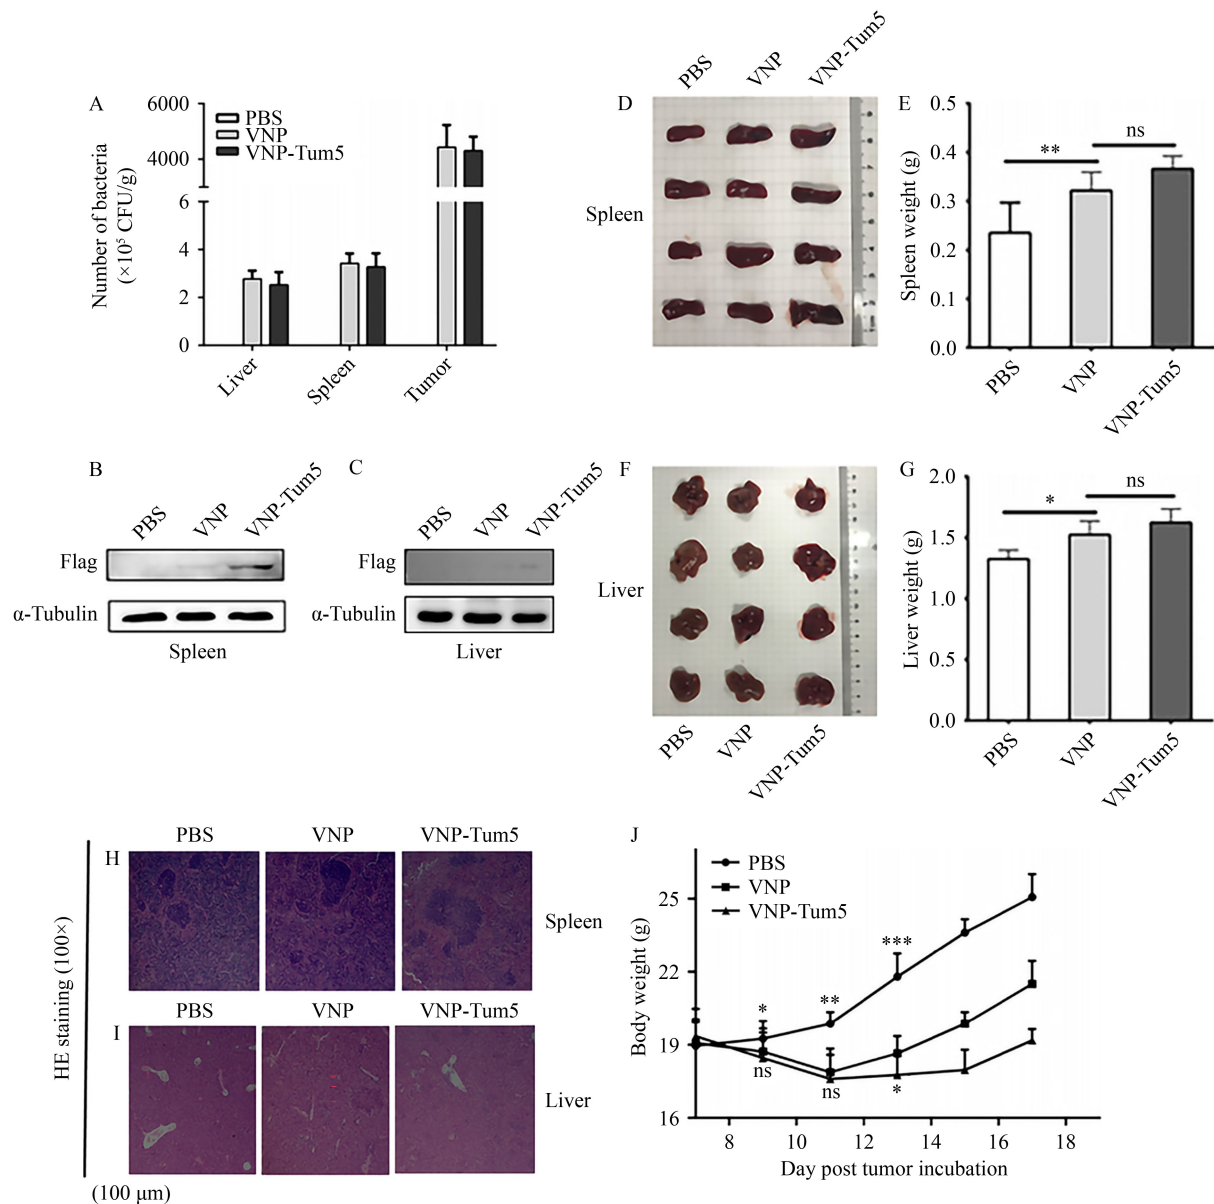 A
6000
4000
6
4
2
0
Number of bacteria
(×10⁵ CFU/g)
PBS
VNP
VNP-Tum5
Liver
Spleen
Tumor
D
PBS
VNP
VNP-Tum5
Spleen
E
0.5
0.4
0.3
0.2
0.1
0.0
Spleen weight (g)
**
ns
PBS
VNP
VNP-Tum5
B
PBS
VNP
VNP-Tum5
Flag
α-Tubulin
Spleen
C
PBS
VNP
VNP-Tum5
Flag
α-Tubulin
Liver
F
Liver
PBS
VNP
VNP-Tum5
G
2.0
1.5
1.0
0.5
0.0
Liver weight (g)
*
ns
PBS
VNP
VNP-Tum5
HE staining (100×)
PBS
VNP
VNP-Tum5
H
Spleen
PBS
VNP
VNP-Tum5
I
Liver
(100 μm)
J
PBS
VNP
VNP-Tum5
25
22
19
16
Body weight (g)
*
**
***
ns
ns
*
8 10 12 14 16 18
Day post tumor incubation